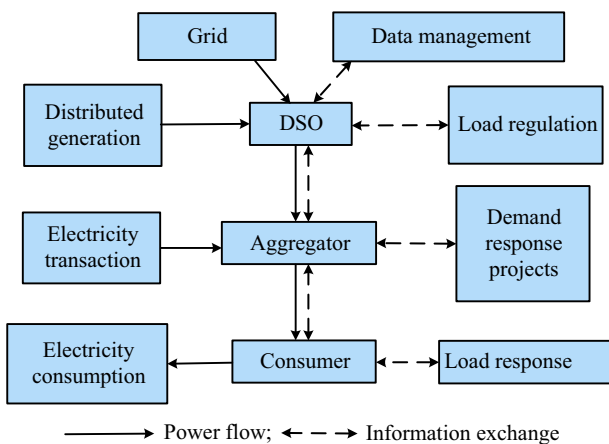 Grid
Data management
Distributed
generation
DSO
Load regulation
Electricity
transaction
Aggregator
Demand
response
projects
Electricity
consumption
Consumer
Load response
Power flow;
Information exchange